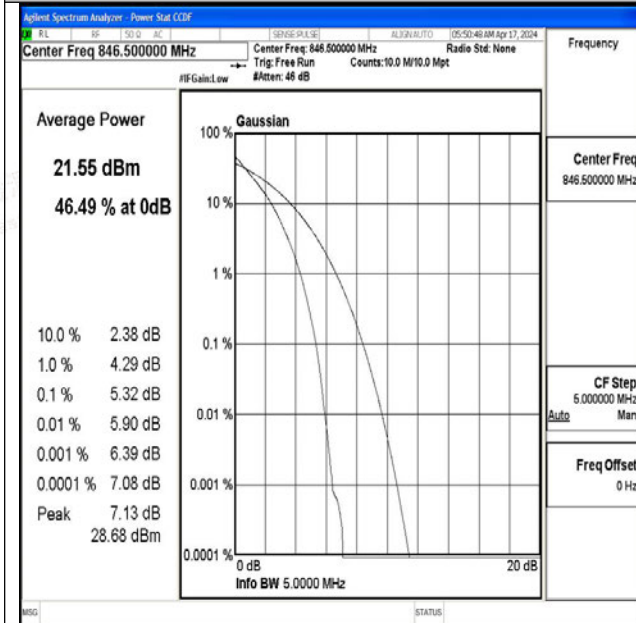 Agilent Spectrum Analyzer - Power Stat CCDF
RL RF 50 Ω AC SENSE:PULSE ALIGNAUTO 05:50:48 AM Apr 17, 2024
Center Freq 846.500000 MHz
Center Freq: 846.500000 MHz Radio Std: None
Trig: Free Run Counts:10.0 M/10.0 Mpt
#IFGain:Low #Atten: 46 dB
Frequency
Average Power
21.55 dBm
46.49 % at 0dB
10.0 % 2.38 dB
1.0 % 4.29 dB
0.1 % 5.32 dB
0.01 % 5.90 dB
0.001 % 6.39 dB
0.0001 % 7.08 dB
Peak 7.13 dB
28.68 dBm
Gaussian
100 %
10 %
1 %
0.1 %
0.01 %
0.001 %
0.0001 %
0 dB 20 dB
Info BW 5.0000 MHz
Center Freq
846.500000 MHz
CF Step
5.000000 MHz
Auto Man
Freq Offset
0 Hz
MSG STATUS